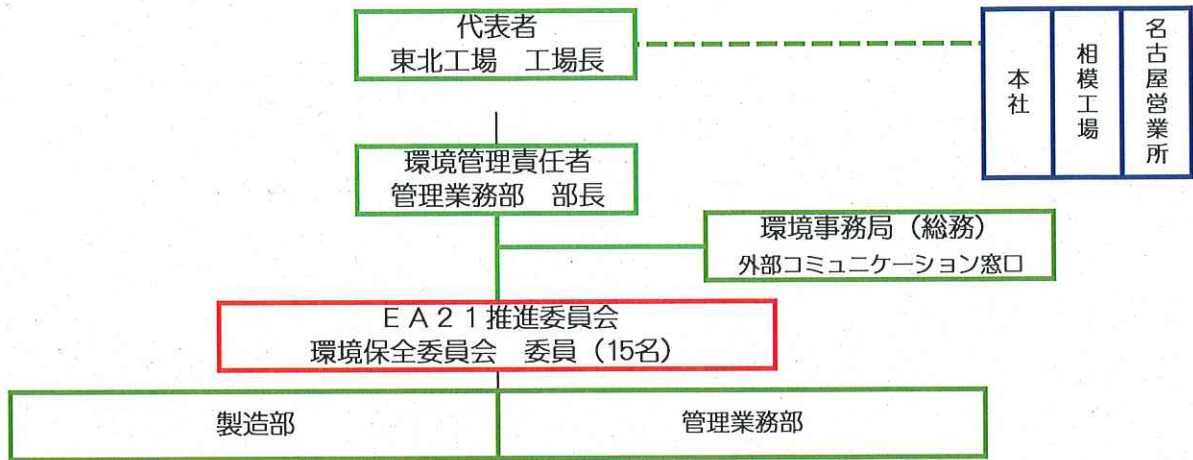 代表者
東北工場　工場長
本社
相模工場
名古屋営業所
環境管理責任者
管理業務部　部長
環境事務局（総務）
外部コミュニケーション窓口
ＥＡ２１推進委員会
環境保全委員会　委員（15名）
製造部
管理業務部